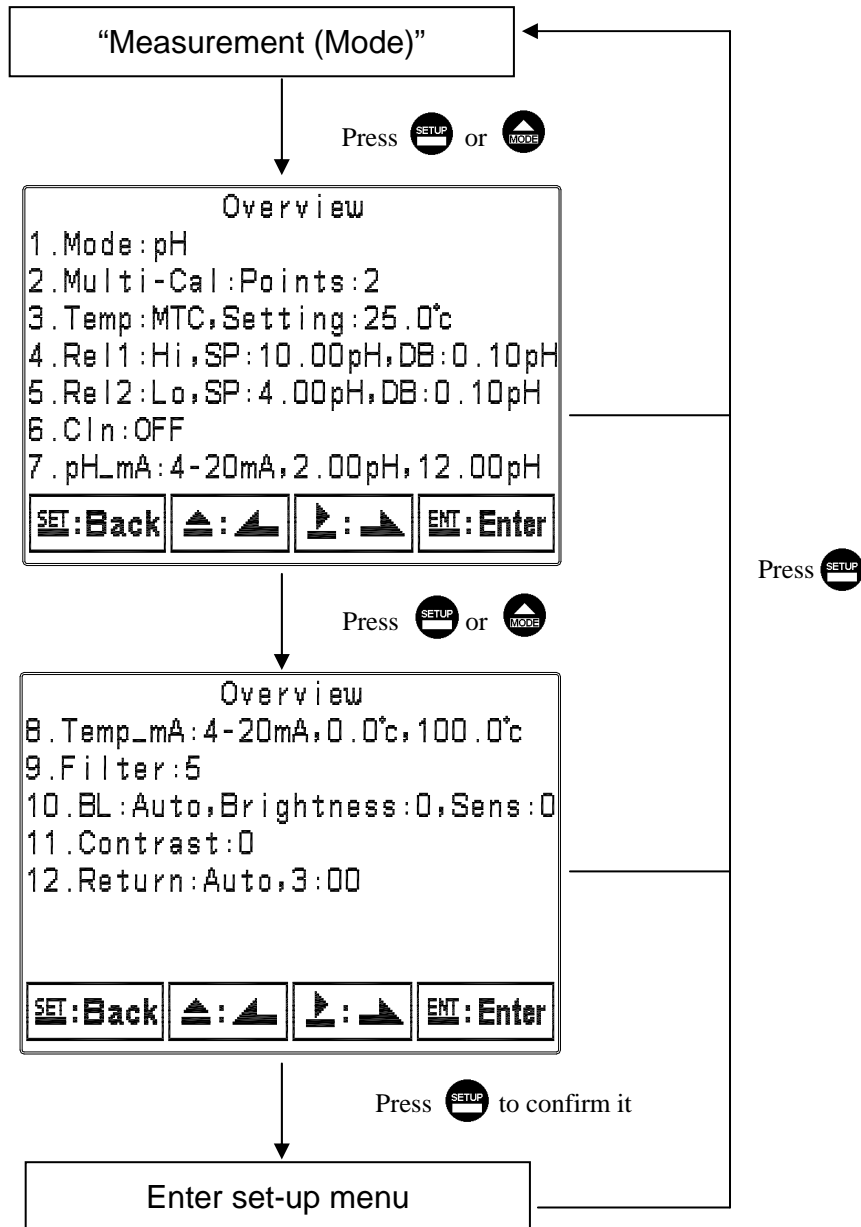 “Measurement (Mode)”
Press SETUP or MODE
Overview
1.Mode:pH
2.Multi-Cal:Points:2
3.Temp:MTC,Setting:25.0°c
4.Rel1:Hi,SP:10.00pH,DB:0.10pH
5.Rel2:Lo,SP:4.00pH,DB:0.10pH
6.Cln:OFF
7.pH_mA:4-20mA,2.00pH,12.00pH
SET:Back : : ENT:Enter
Press SETUP
Press SETUP or MODE
Overview
8.Temp_mA:4-20mA,0.0°c,100.0°c
9.Filter:5
10.BL:Auto,Brightness:0,Sens:0
11.Contrast:0
12.Return:Auto,3:00
SET:Back : : ENT:Enter
Press SETUP to confirm it
Enter set-up menu